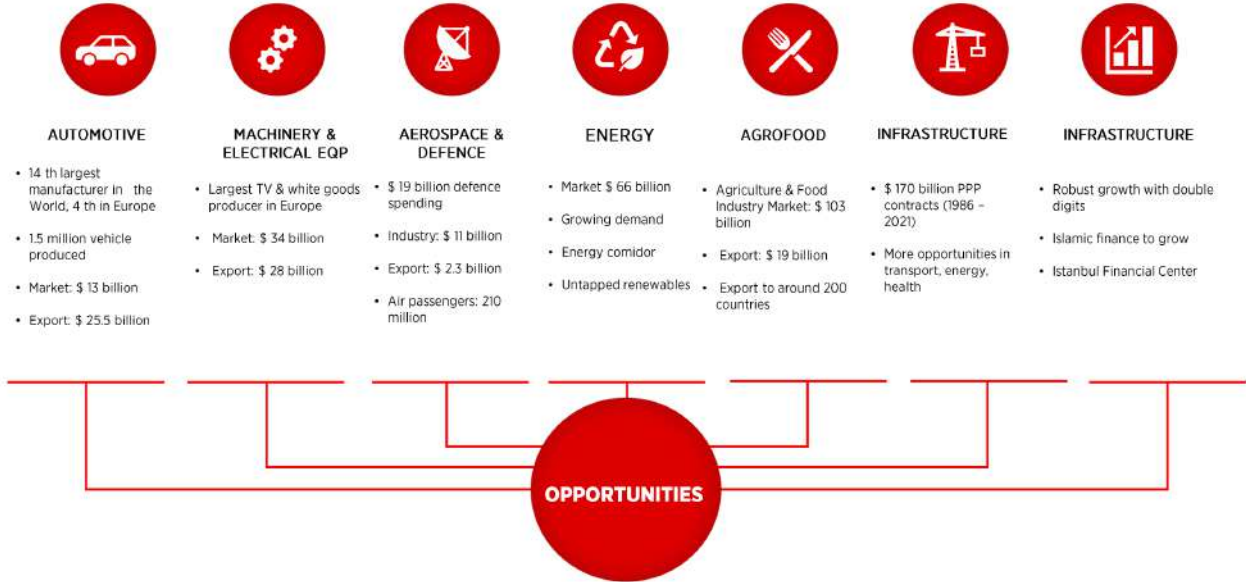 AUTOMOTIVE
• 14 th largest
manufacturer in the
World, 4 th in Europe
• 1.5 million vehicle
produced
• Market: $ 13 billion
• Export: $ 25.5 billion
MACHINERY &
ELECTRICAL EQP
• Largest TV & white goods
producer in Europe
• Market: $ 34 billion
• Export: $ 28 billion
AEROSPACE &
DEFENCE
• $ 19 billion defence
spending
• Industry: $ 11 billion
• Export: $ 2.3 billion
• Air passengers: 210
million
ENERGY
• Market $ 66 billion
• Growing demand
• Energy comidor
• Untapped renewables
AGROFOOD
• Agriculture & Food
Industry Market: $ 103
billion
• Export: $ 19 billion
• Export to around 200
countries
INFRASTRUCTURE
• $ 170 billion PPP
contracts (1986 –
2021)
• More opportunities in
transport, energy,
health
INFRASTRUCTURE
• Robust growth with double
digits
• Islamic finance to grow
• Istanbul Financial Center
OPPORTUNITIES